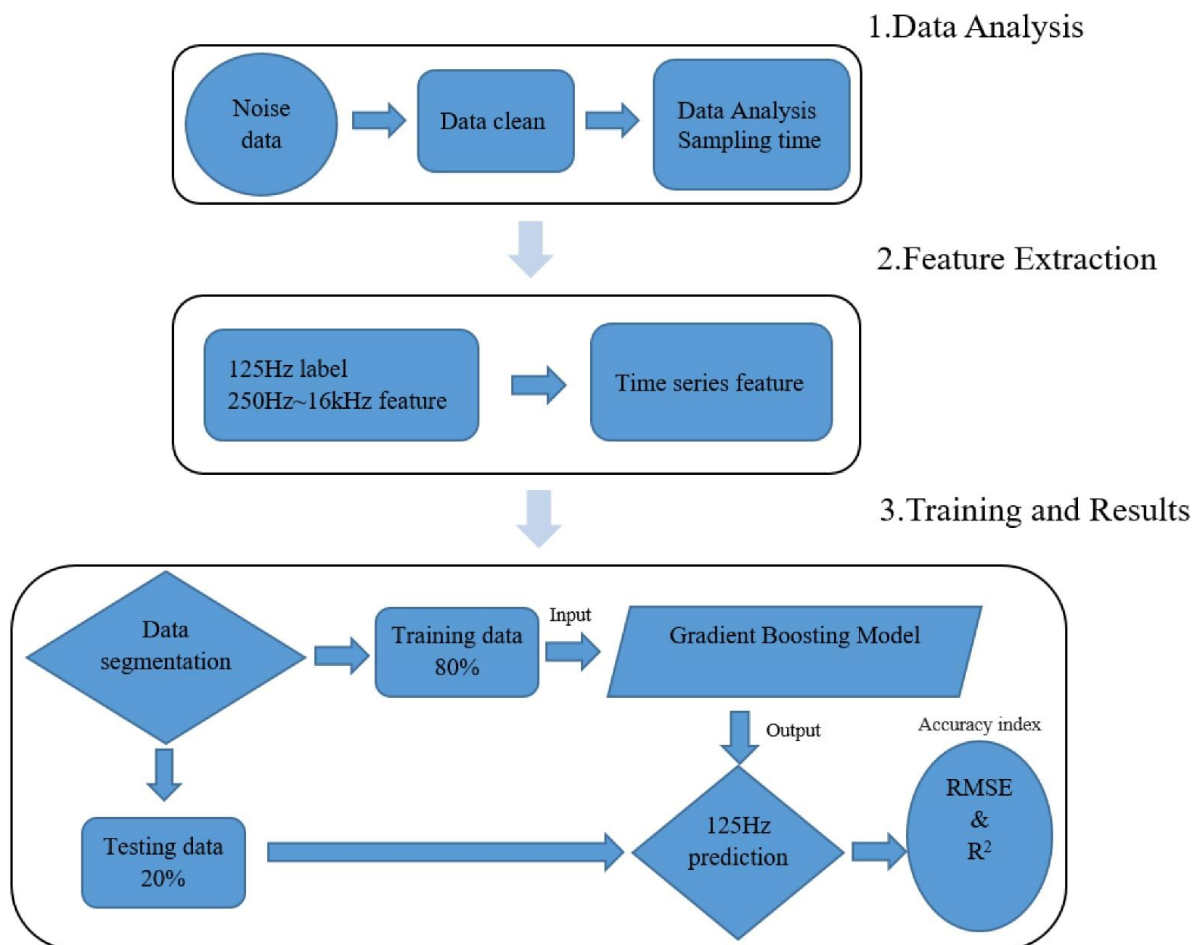 1.Data Analysis
Noise
data
Data clean
Data Analysis
Sampling time
2.Feature Extraction
125Hz label
250Hz~16kHz feature
Time series feature
3.Training and Results
Data
segmentation
Training data
80%
Input
Gradient Boosting Model
Output
Accuracy index
Testing data
20%
125Hz
prediction
RMSE
&
R²